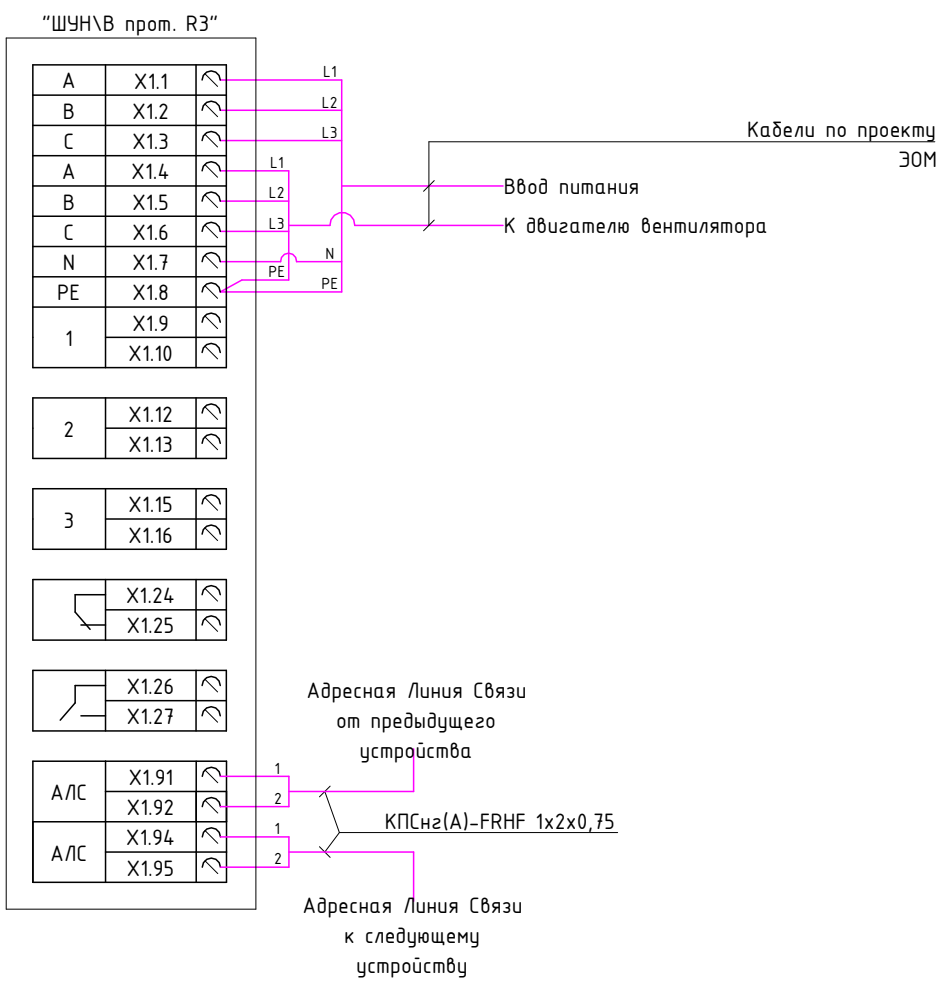 "ШУН\В прот. R3"
A X1.1 L1
B X1.2 L2
C X1.3 L3
A X1.4 L1
B X1.5 L2
C X1.6 L3
N X1.7 N
PE X1.8 PE PE
1 X1.9
X1.10
Кабели по проекту
ЭОМ
Ввод питания
К двигателю вентилятора
2 X1.12
X1.13
3 X1.15
X1.16
X1.24
X1.25
X1.26
X1.27
Адресная Линия Связи
от предыдущего
устройства
АЛС X1.91 1
X1.92 2
АЛС X1.94 1
X1.95 2
КПСнг(А)-FRHF 1х2х0,75
Адресная Линия Связи
к следующему
устройству